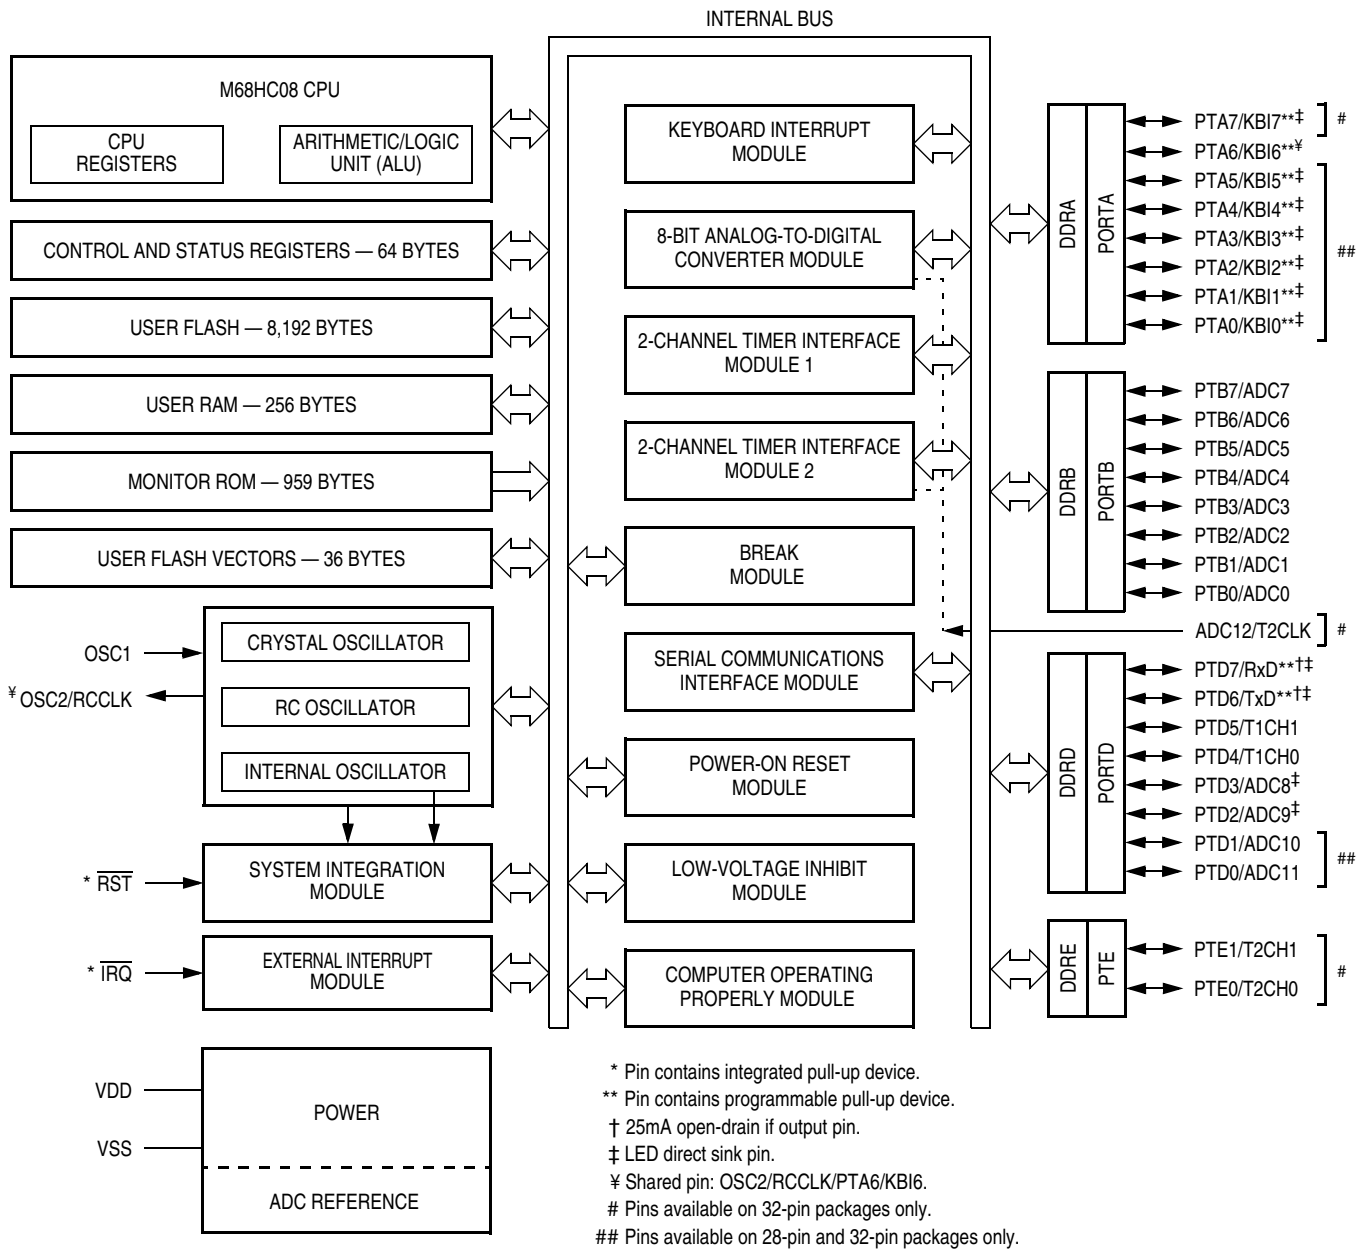 INTERNAL BUS
M68HC08 CPU
CPU
REGISTERS
ARITHMETIC/LOGIC
UNIT (ALU)
CONTROL AND STATUS REGISTERS — 64 BYTES
USER FLASH — 8,192 BYTES
USER RAM — 256 BYTES
MONITOR ROM — 959 BYTES
USER FLASH VECTORS — 36 BYTES
OSC1
¥ OSC2/RCCLK
CRYSTAL OSCILLATOR
RC OSCILLATOR
INTERNAL OSCILLATOR
* RST
SYSTEM INTEGRATION
MODULE
* IRQ
EXTERNAL INTERRUPT
MODULE
VDD
VSS
POWER
ADC REFERENCE
KEYBOARD INTERRUPT
MODULE
8-BIT ANALOG-TO-DIGITAL
CONVERTER MODULE
2-CHANNEL TIMER INTERFACE
MODULE 1
2-CHANNEL TIMER INTERFACE
MODULE 2
BREAK
MODULE
SERIAL COMMUNICATIONS
INTERFACE MODULE
POWER-ON RESET
MODULE
LOW-VOLTAGE INHIBIT
MODULE
COMPUTER OPERATING
PROPERLY MODULE
DDRA
PORTA
PTA7/KBI7**‡
#
PTA6/KBI6**¥
PTA5/KBI5**‡
PTA4/KBI4**‡
PTA3/KBI3**‡
PTA2/KBI2**‡
PTA1/KBI1**‡
PTA0/KBI0**‡
##
DDRB
PORTB
PTB7/ADC7
PTB6/ADC6
PTB5/ADC5
PTB4/ADC4
PTB3/ADC3
PTB2/ADC2
PTB1/ADC1
PTB0/ADC0
ADC12/T2CLK
#
DDRD
PORTD
PTD7/RxD**†‡
PTD6/TxD**†‡
PTD5/T1CH1
PTD4/T1CH0
PTD3/ADC8‡
PTD2/ADC9‡
PTD1/ADC10
PTD0/ADC11
##
DDRE
PTE
PTE1/T2CH1
PTE0/T2CH0
#
* Pin contains integrated pull-up device.
** Pin contains programmable pull-up device.
† 25mA open-drain if output pin.
‡ LED direct sink pin.
¥ Shared pin: OSC2/RCCLK/PTA6/KBI6.
# Pins available on 32-pin packages only.
## Pins available on 28-pin and 32-pin packages only.